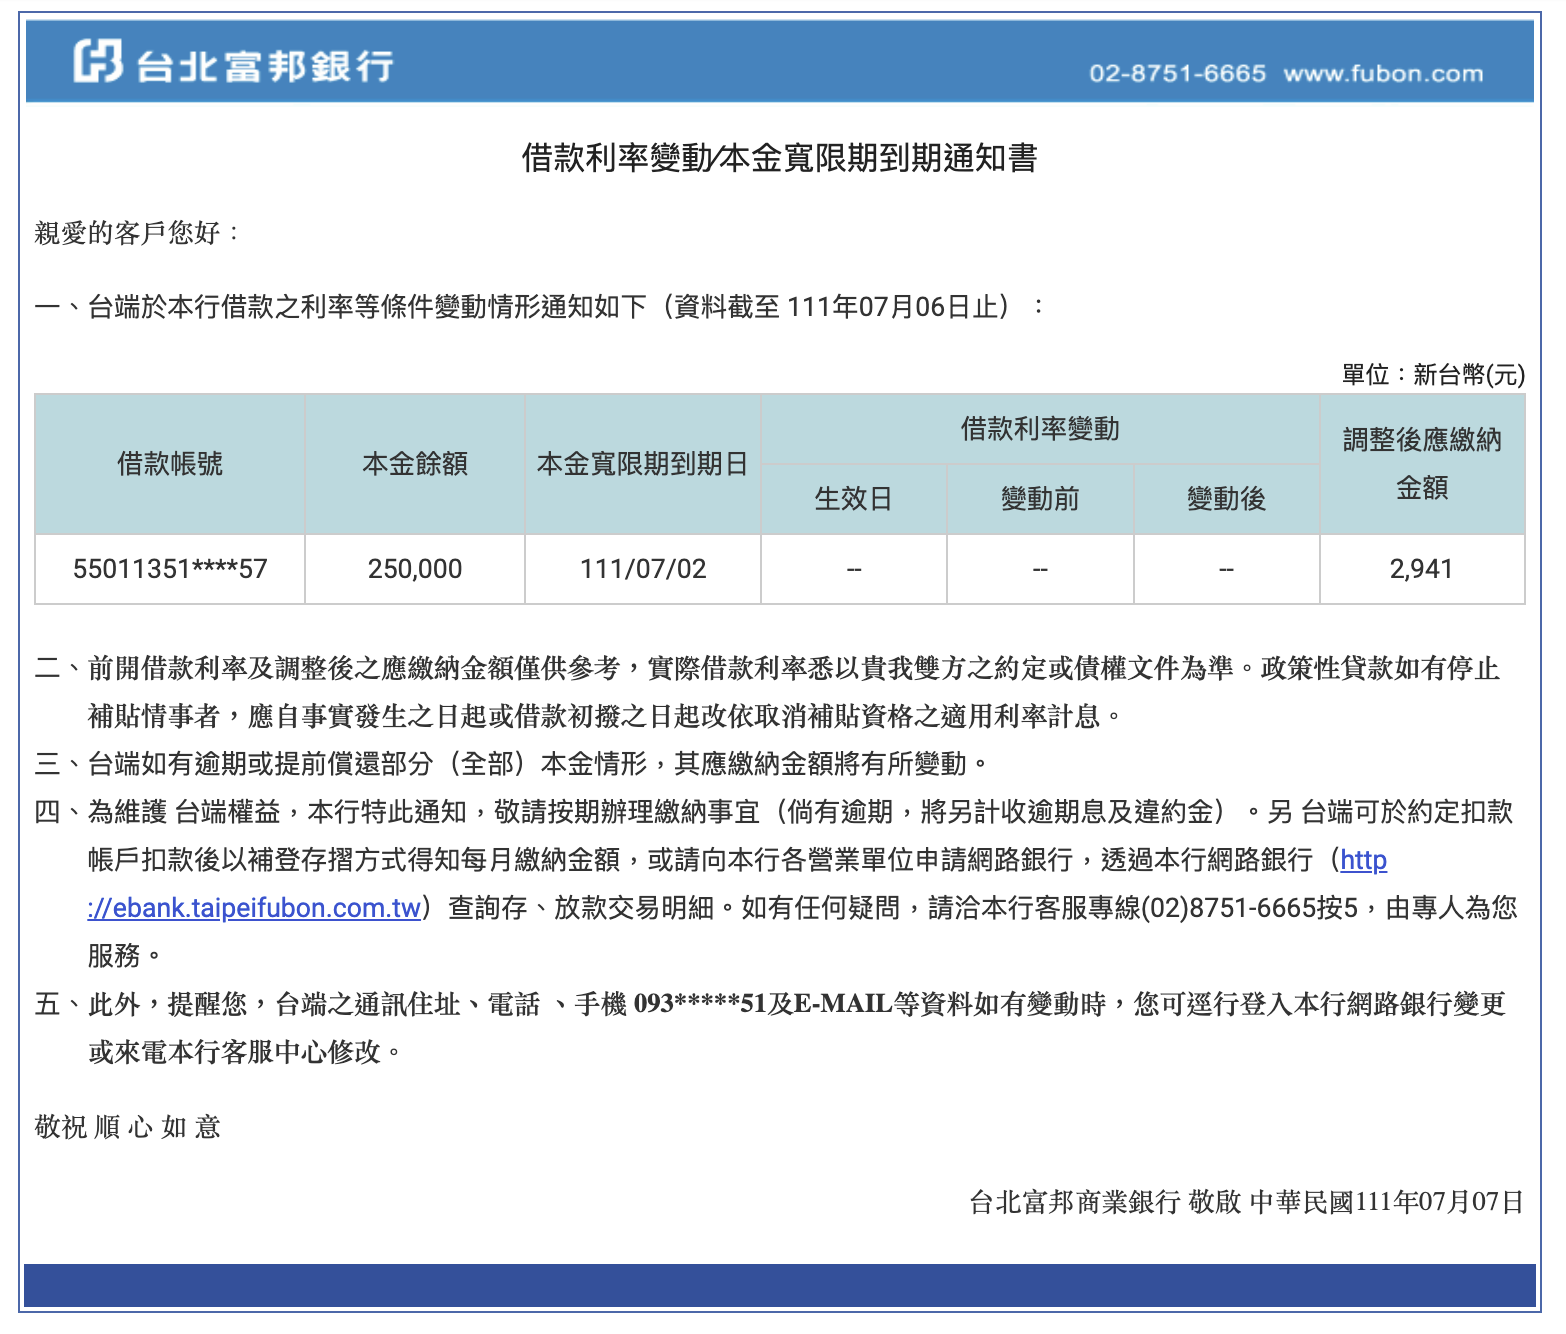 台北富邦銀行
02-8751-6665 www.fubon.com
借款利率變動/本金寬限期到期通知書
親愛的客戶您好：
一、台端於本行借款之利率等條件變動情形通知如下（資料截至 111年07月06日止）：
單位：新台幣(元)
借款帳號 本金餘額 本金寬限期到期日 借款利率變動 調整後應繳納金額
生效日 變動前 變動後
55011351****57 250,000 111/07/02 -- -- -- 2,941
二、前開借款利率及調整後之應繳納金額僅供參考，實際借款利率悉以貴我雙方之約定或債權文件為準。政策性貸款如有停止
補貼情事者，應自事實發生之日起或借款初撥之日起改依取消補貼資格之適用利率計息。
三、台端如有逾期或提前償還部分（全部）本金情形，其應繳納金額將有所變動。
四、為維護 台端權益，本行特此通知，敬請按期辦理繳納事宜（倘有逾期，將另計收逾期息及違約金）。另 台端可於約定扣款
帳戶扣款後以補登存摺方式得知每月繳納金額，或請向本行各營業單位申請網路銀行，透過本行網路銀行（http
://ebank.taipeifubon.com.tw）查詢存、放款交易明細。如有任何疑問，請洽本行客服專線(02)8751-6665按5，由專人為您
服務。
五、此外，提醒您，台端之通訊住址、電話 、手機 093*****51及E-MAIL等資料如有變動時，您可逕行登入本行網路銀行變更
或來電本行客服中心修改。
敬祝 順 心 如 意
台北富邦商業銀行 敬啟 中華民國111年07月07日